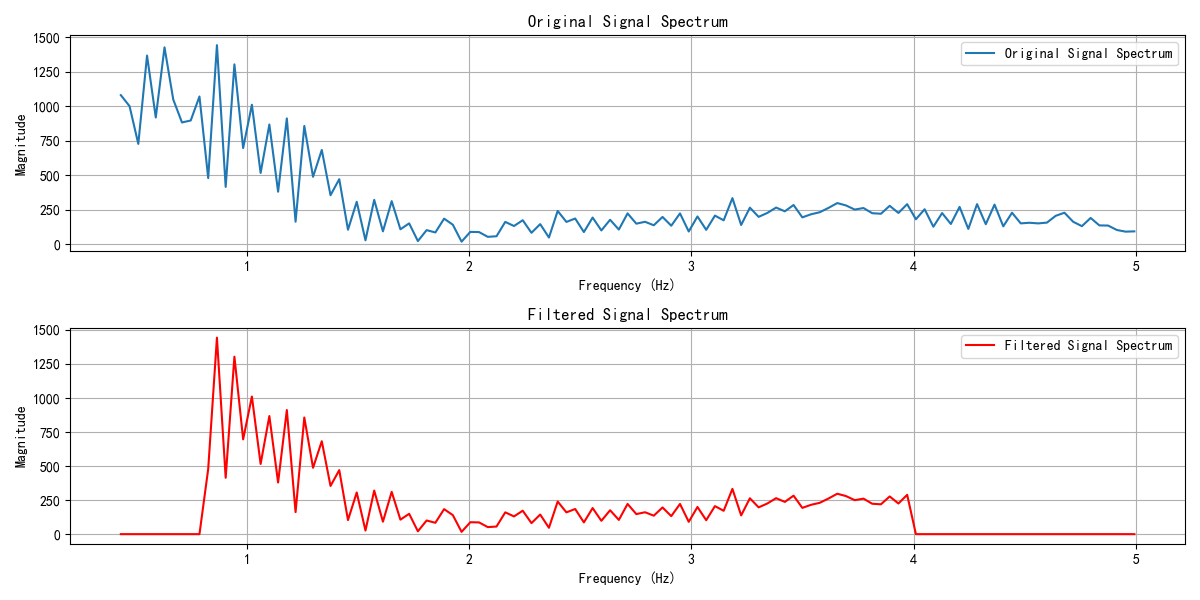 Original Signal Spectrum
1500
1250
1000
750
500
250
0
Magnitude
Original Signal Spectrum
1 2 3 4 5
Frequency (Hz)
Filtered Signal Spectrum
1500
1250
1000
750
500
250
0
Magnitude
Filtered Signal Spectrum
1 2 3 4 5
Frequency (Hz)